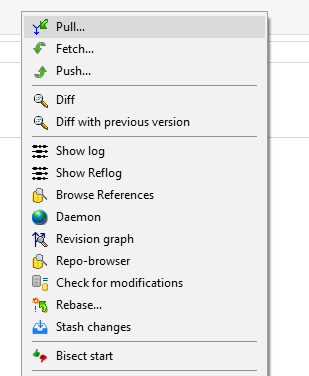 Pull...
Fetch...
Push...
Diff
Diff with previous version
Show log
Show Reflog
Browse References
Daemon
Revision graph
Repo-browser
Check for modifications
Rebase...
Stash changes
Bisect start